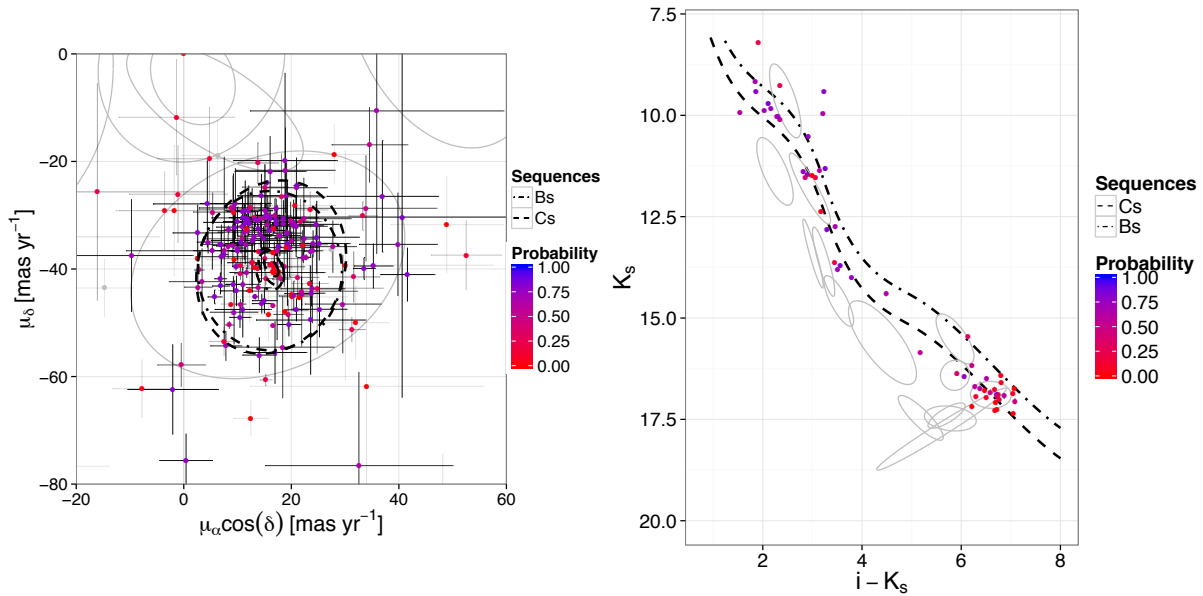 0
−20
−40
−60
−80
−20
0
20
40
60
μδ [mas yr−1]
μαcos(δ) [mas yr−1]
Sequences
Bs
Cs
Probability
1.00
0.75
0.50
0.25
0.00
7.5
10.0
12.5
15.0
17.5
20.0
2
4
6
8
Ks
i − Ks
Sequences
Cs
Bs
Probability
1.00
0.75
0.50
0.25
0.00